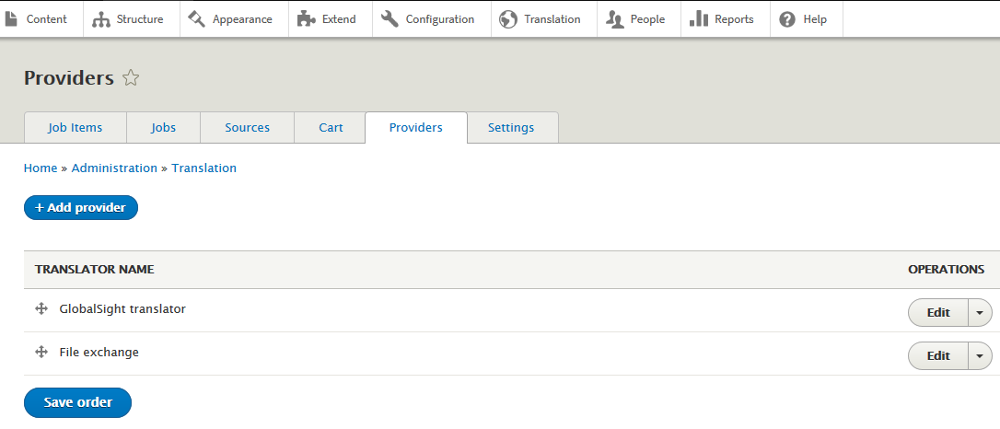 Content Structure Appearance Extend Configuration Translation People Reports Help
Providers
Job Items Jobs Sources Cart Providers Settings
Home » Administration » Translation
+ Add provider
TRANSLATOR NAME OPERATIONS
GlobalSight translator Edit
File exchange Edit
Save order